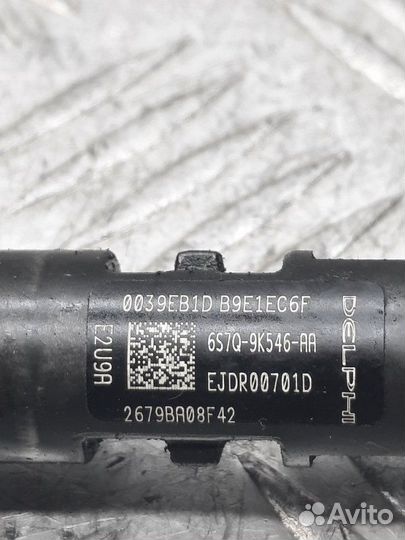 0039EB1D B9E1EC6F
E2U9A
6S7Q-9K546-AA
EJDR00701D
2679BA08F42
DELPHI
Avito